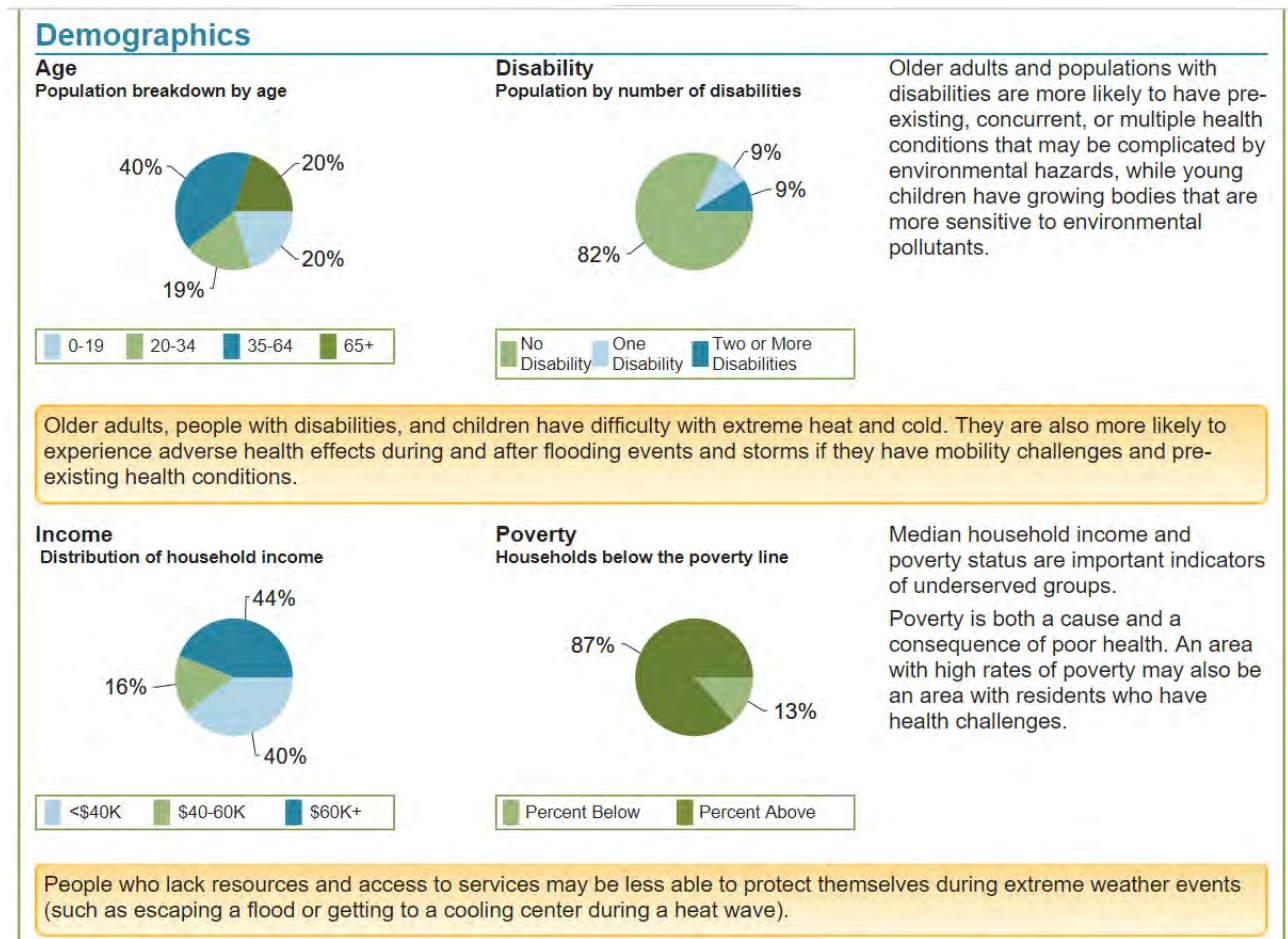 Demographics
Age
Population breakdown by age
40%
20%
20%
19%
0-19 20-34 35-64 65+
Disability
Population by number of disabilities
9%
9%
82%
No Disability One Disability Two or More Disabilities
Older adults and populations with
disabilities are more likely to have pre-
existing, concurrent, or multiple health
conditions that may be complicated by
environmental hazards, while young
children have growing bodies that are
more sensitive to environmental
pollutants.
Older adults, people with disabilities, and children have difficulty with extreme heat and cold. They are also more likely to
experience adverse health effects during and after flooding events and storms if they have mobility challenges and pre-
existing health conditions.
Income
Distribution of household income
44%
16%
40%
<$40K $40-60K $60K+
Poverty
Households below the poverty line
87%
13%
Percent Below Percent Above
Median household income and
poverty status are important indicators
of underserved groups.
Poverty is both a cause and a
consequence of poor health. An area
with high rates of poverty may also be
an area with residents who have
health challenges.
People who lack resources and access to services may be less able to protect themselves during extreme weather events
(such as escaping a flood or getting to a cooling center during a heat wave).